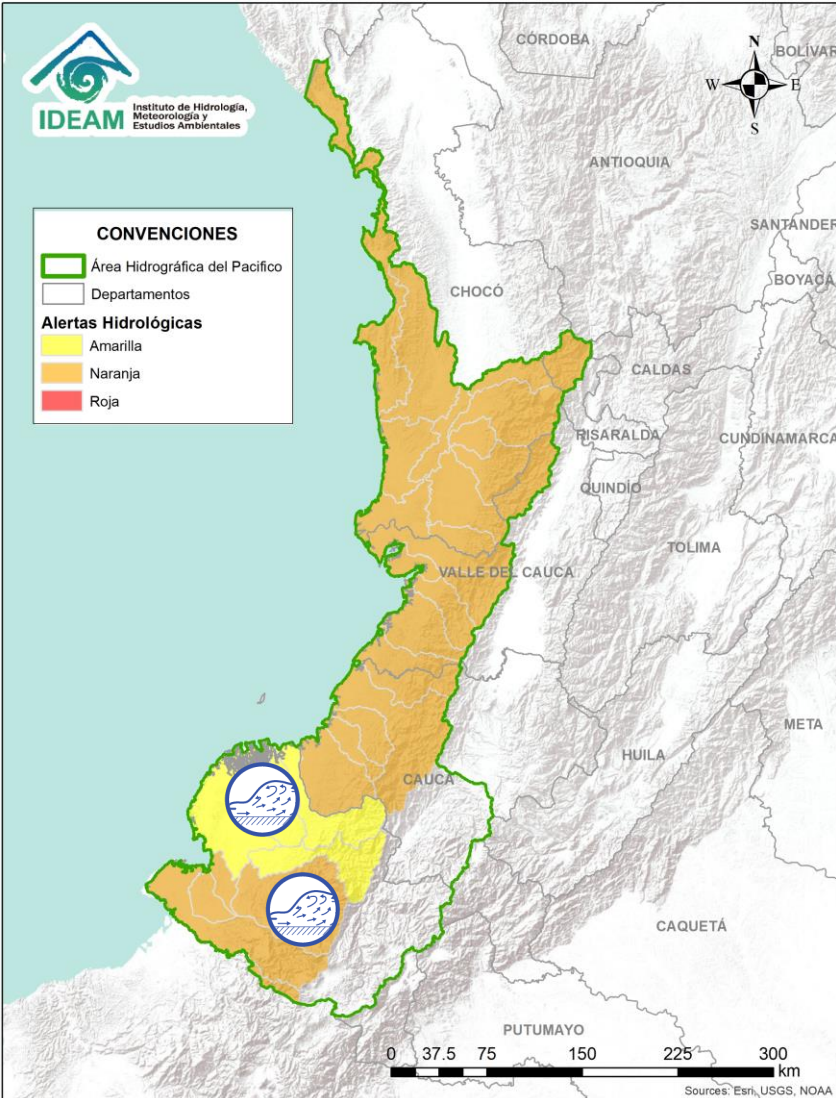 IDEAM
Instituto de Hidrología,
Meteorología y
Estudios Ambientales
N
W
E
S
CÓRDOBA
BOLÍVAR
ANTIOQUIA
SANTANDER
BOYACÁ
CHOCÓ
CALDAS
RISARALDA
CUNDINAMARCA
QUINDÍO
TOLIMA
VALLE DEL CAUCA
META
HUILA
CAUCA
CAQUETÁ
PUTUMAYO
CONVENCIONES
Área Hidrográfica del Pacifico
Departamentos
Alertas Hidrológicas
Amarilla
Naranja
Roja
0 37.5 75 150 225 300
km
Sources: Esri, USGS, NOAA